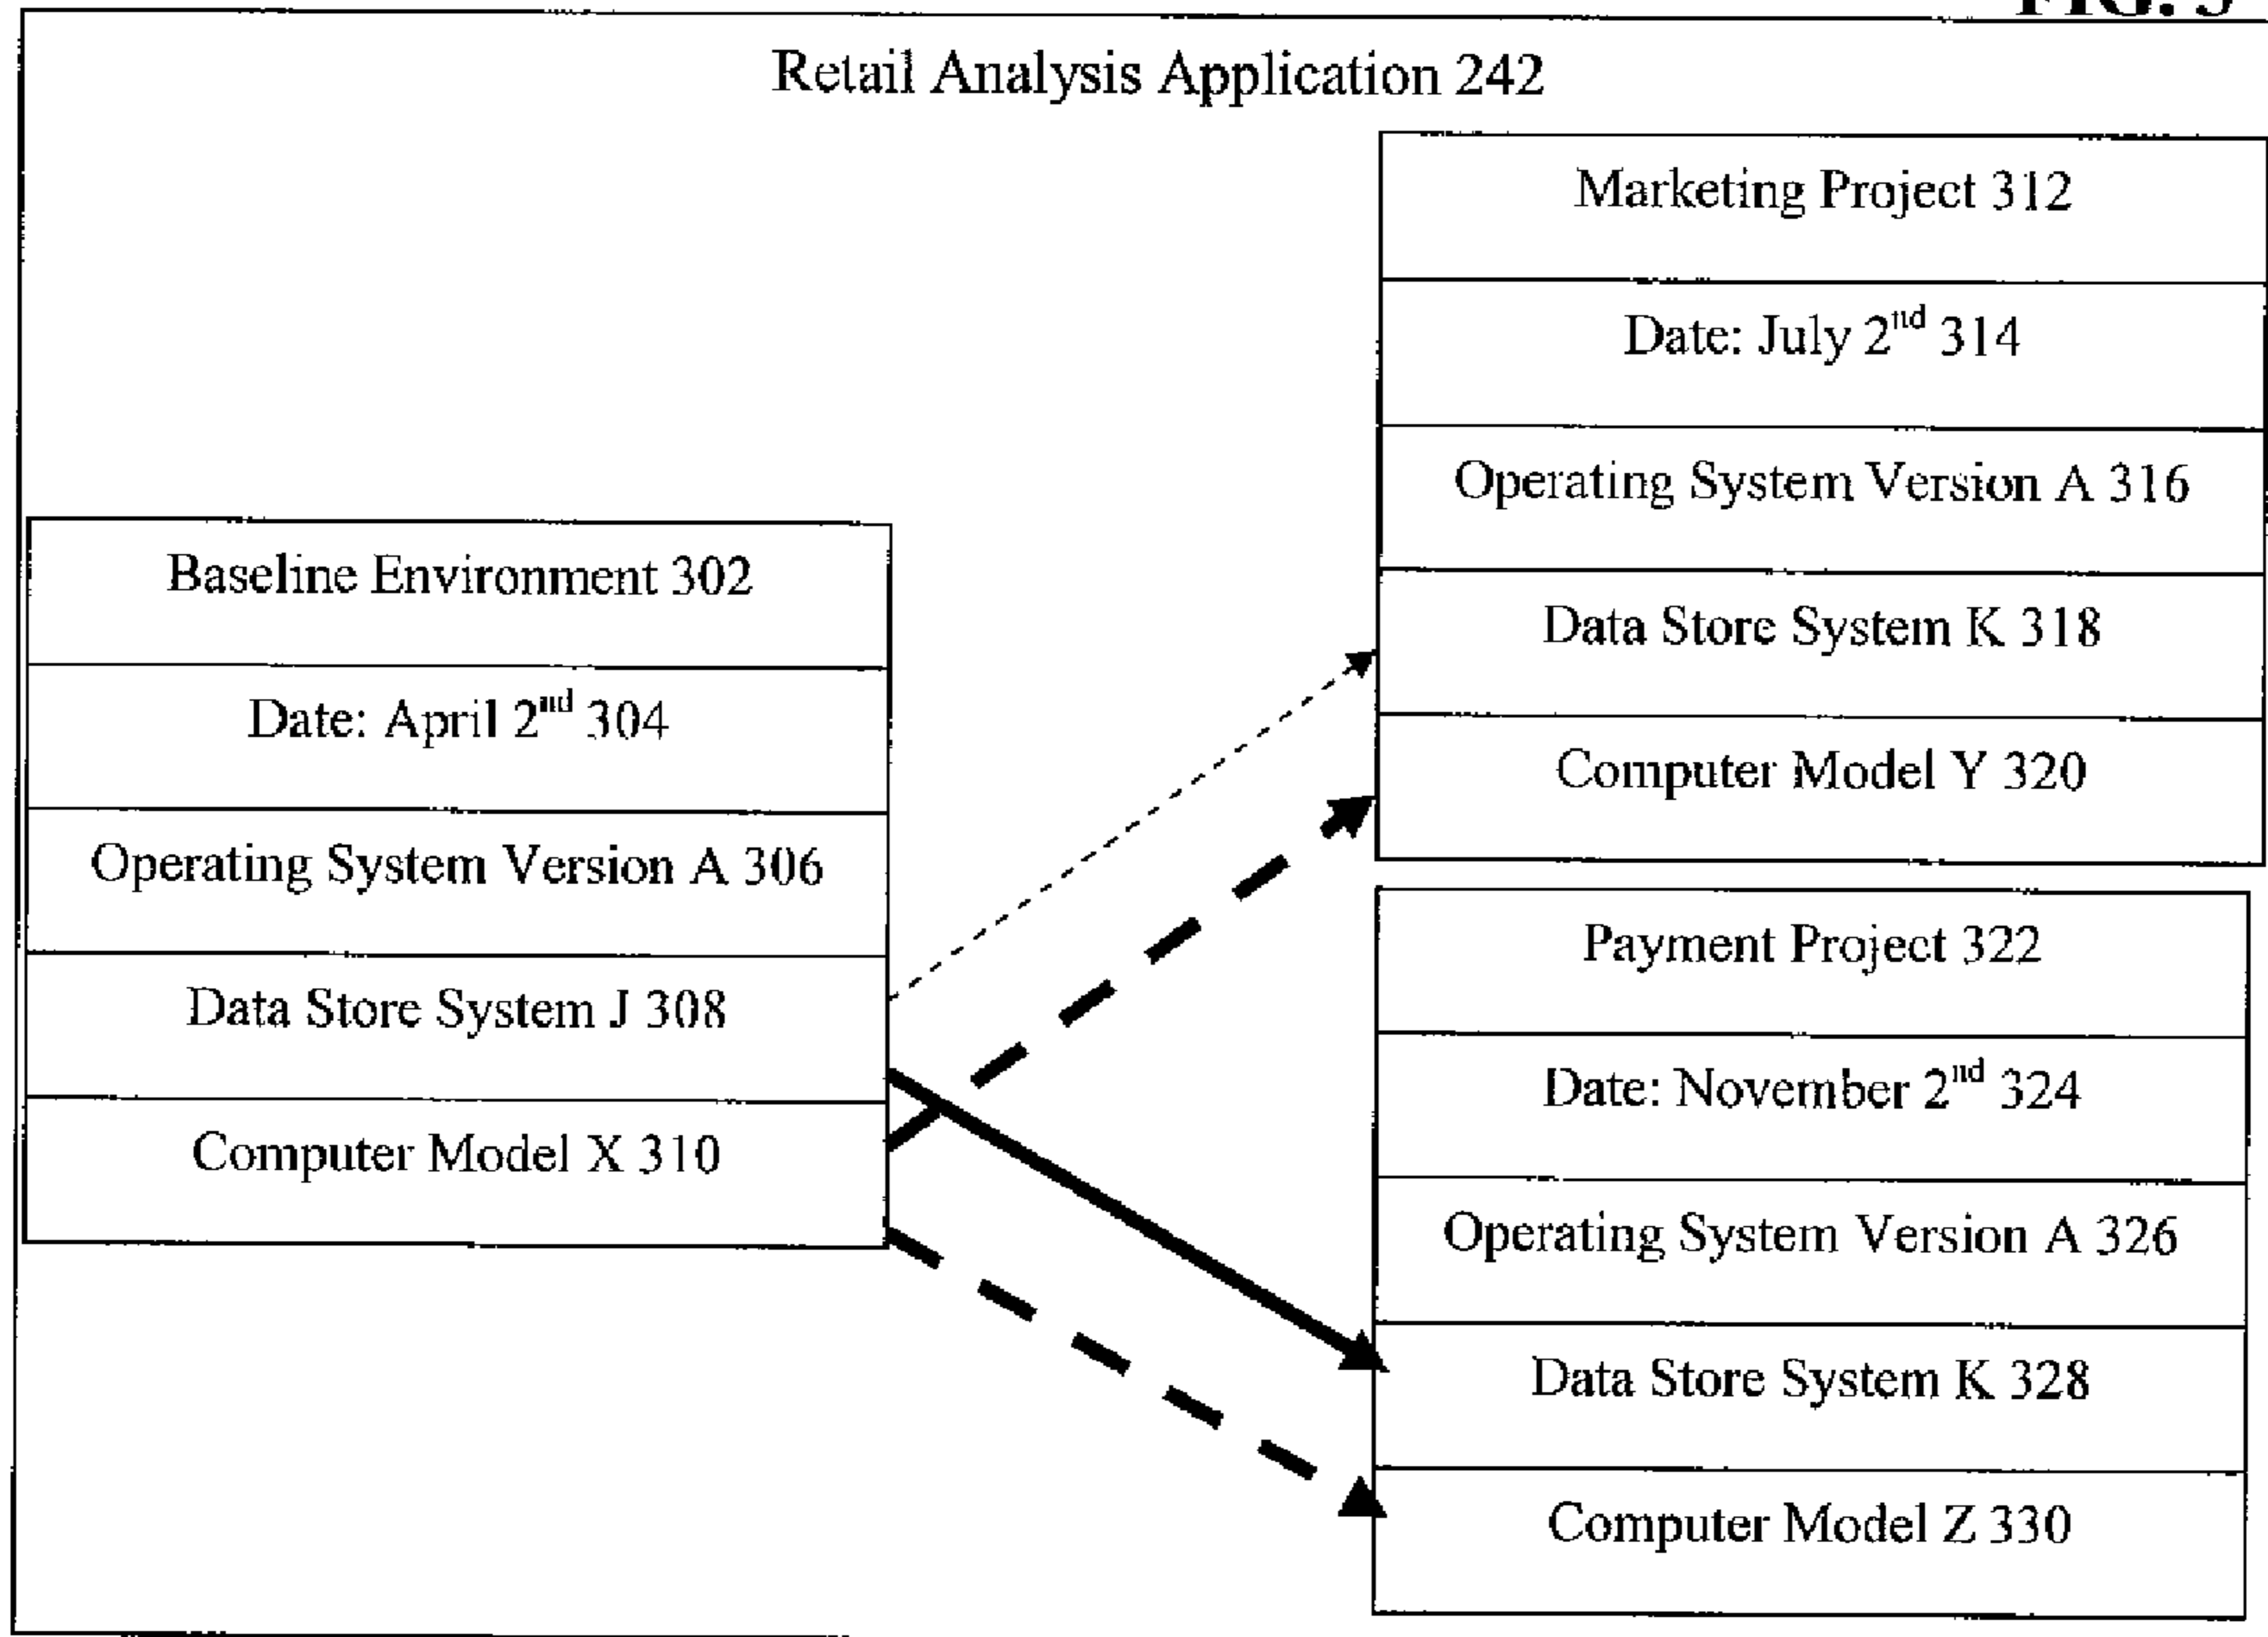 Retail Analysis Application 242
Marketing Project 312
Date: July 2nd 314
Operating System Version A 316
Data Store System K 318
Computer Model Y 320
Baseline Environment 302
Date: April 2nd 304
Operating System Version A 306
Data Store System J 308
Computer Model X 310
Payment Project 322
Date: November 2nd 324
Operating System Version A 326
Data Store System K 328
Computer Model Z 330